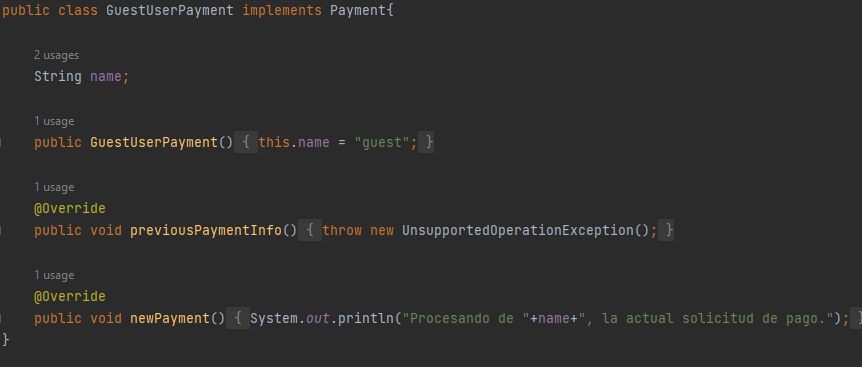 public class GuestUserPayment implements Payment{
2 usages
String name;
1 usage
public GuestUserPayment() { this.name = "guest"; }
1 usage
@Override
public void previousPaymentInfo() { throw new UnsupportedOperationException(); }
1 usage
@Override
public void newPayment() { System.out.println("Procesando de "+name+", la actual solicitud de pago."); }
}